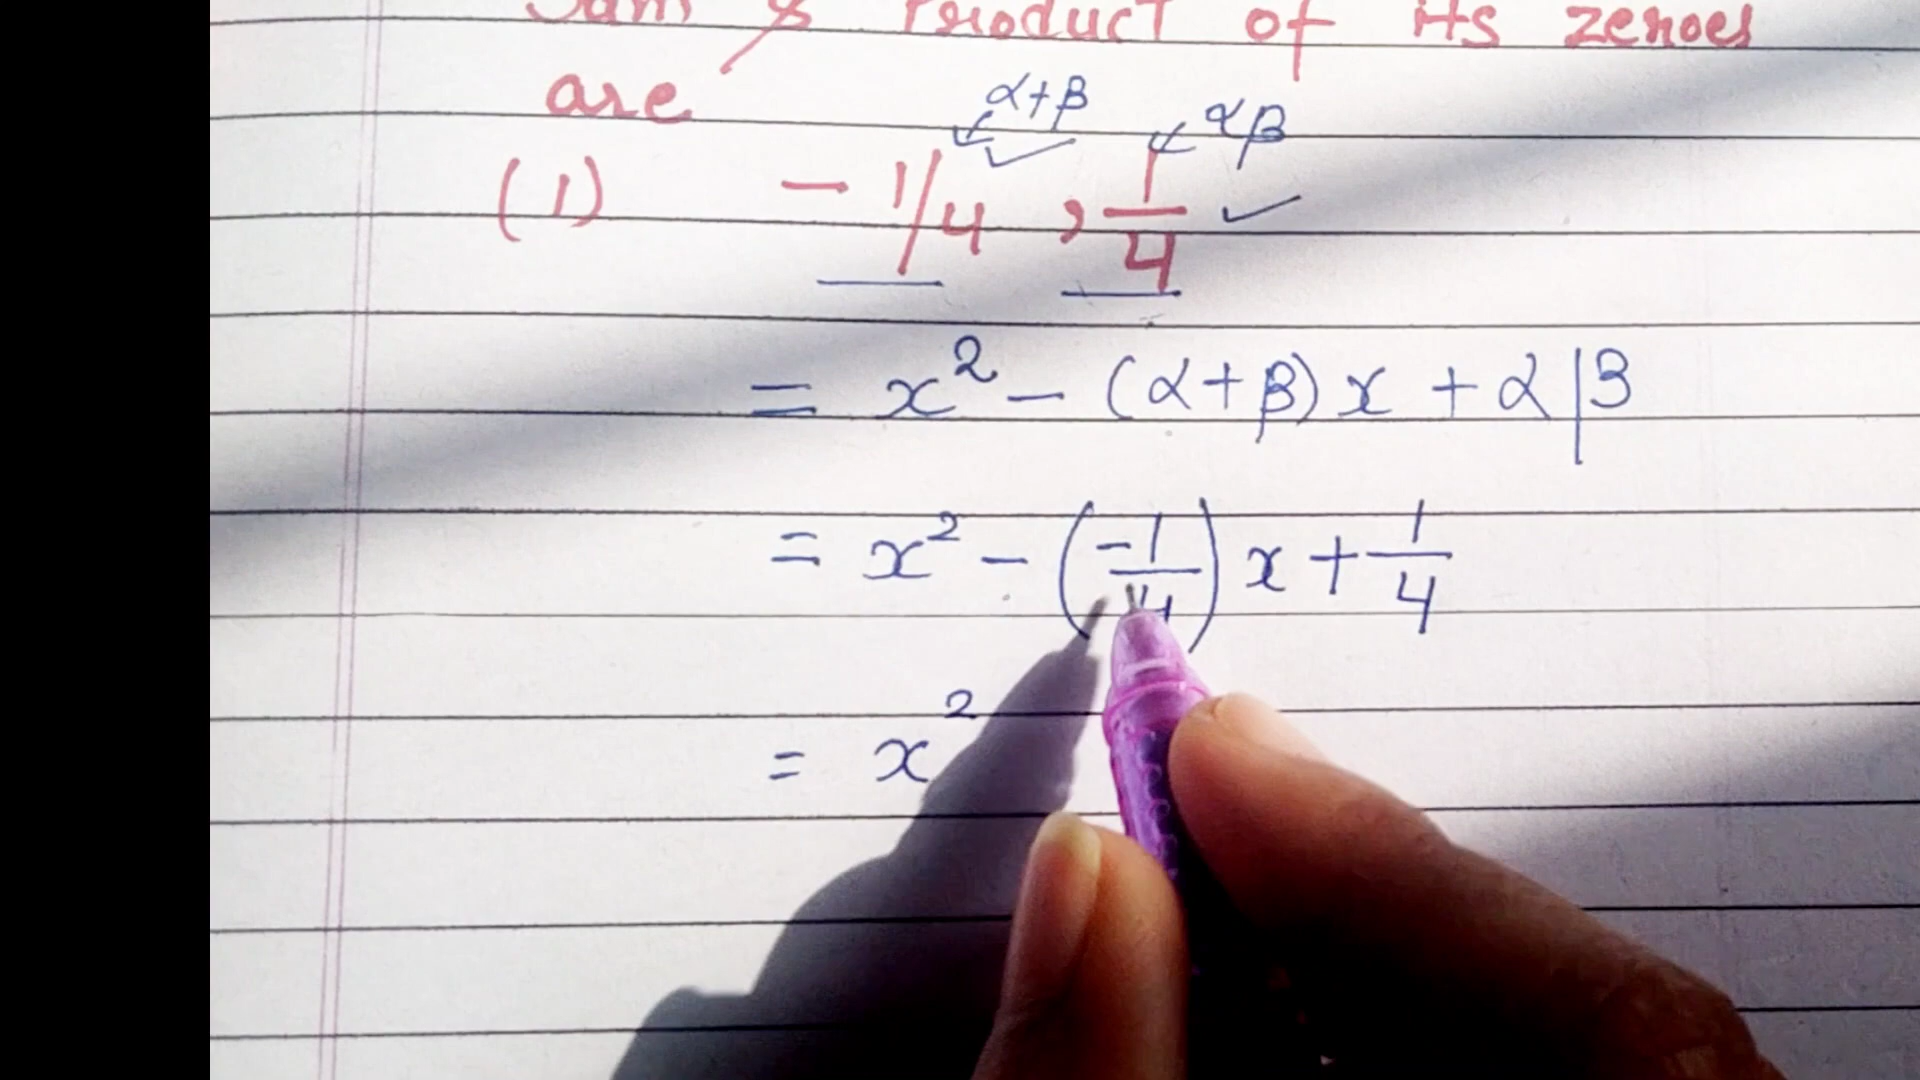 Sum & Product of its zeroes
are
α+β αβ
(1) - 1/4 , 1/4
= x² - (α+β)x + αβ
= x² - (-1/4)x + 1/4
= x²